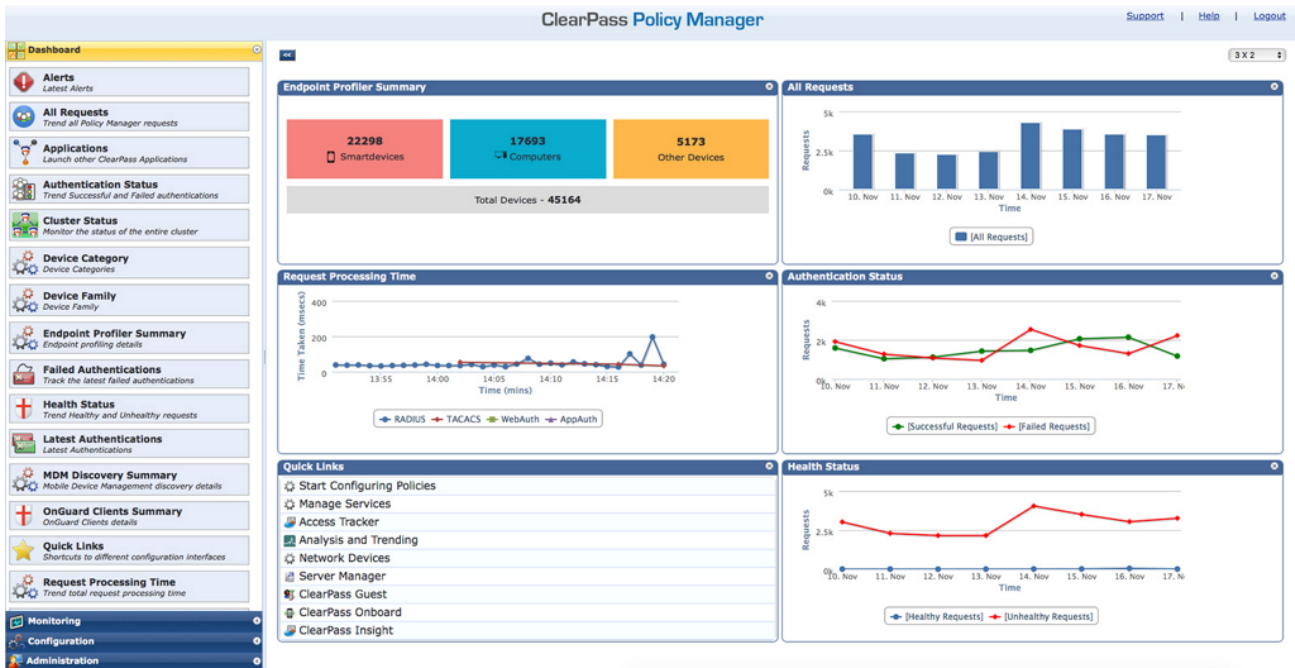 ClearPass Policy Manager
Support | Help | Logout
Dashboard
Alerts
Latest Alerts
All Requests
Trend all Policy Manager requests
Applications
Launch other ClearPass Applications
Authentication Status
Trend Successful and Failed authentications
Cluster Status
Monitor the status of the entire cluster
Device Category
Device Categories
Device Family
Device Family
Endpoint Profiler Summary
Endpoint profiling details
Failed Authentications
Track the latest failed authentications
Health Status
Trend Healthy and Unhealthy requests
Latest Authentications
Latest Authentications
MDM Discovery Summary
Mobile Device Management discovery details
OnGuard Clients Summary
OnGuard Clients details
Quick Links
Shortcuts to different configuration interfaces
Request Processing Time
Trend total request processing time
Monitoring
Configuration
Administration
<<
3 X 2
Endpoint Profiler Summary
22298
Smartdevices
17693
Computers
5173
Other Devices
Total Devices - 45164
All Requests
Requests
5k
2.5k
0k
10. Nov 11. Nov 12. Nov 13. Nov 14. Nov 15. Nov 16. Nov 17. Nov
Time
[All Requests]
Request Processing Time
Time Taken (msecs)
400
200
0
13:55 14:00 14:05 14:10 14:15 14:20
Time (mins)
RADIUS TACACS WebAuth AppAuth
Authentication Status
Requests
4k
2k
0k
10. Nov 11. Nov 12. Nov 13. Nov 14. Nov 15. Nov 16. Nov 17. N
Time
[Successful Requests] [Failed Requests]
Quick Links
Start Configuring Policies
Manage Services
Access Tracker
Analysis and Trending
Network Devices
Server Manager
ClearPass Guest
ClearPass Onboard
ClearPass Insight
Health Status
Requests
5k
2.5k
0k
10. Nov 11. Nov 12. Nov 13. Nov 14. Nov 15. Nov 16. Nov 17. N
Time
[Healthy Requests] [Unhealthy Requests]